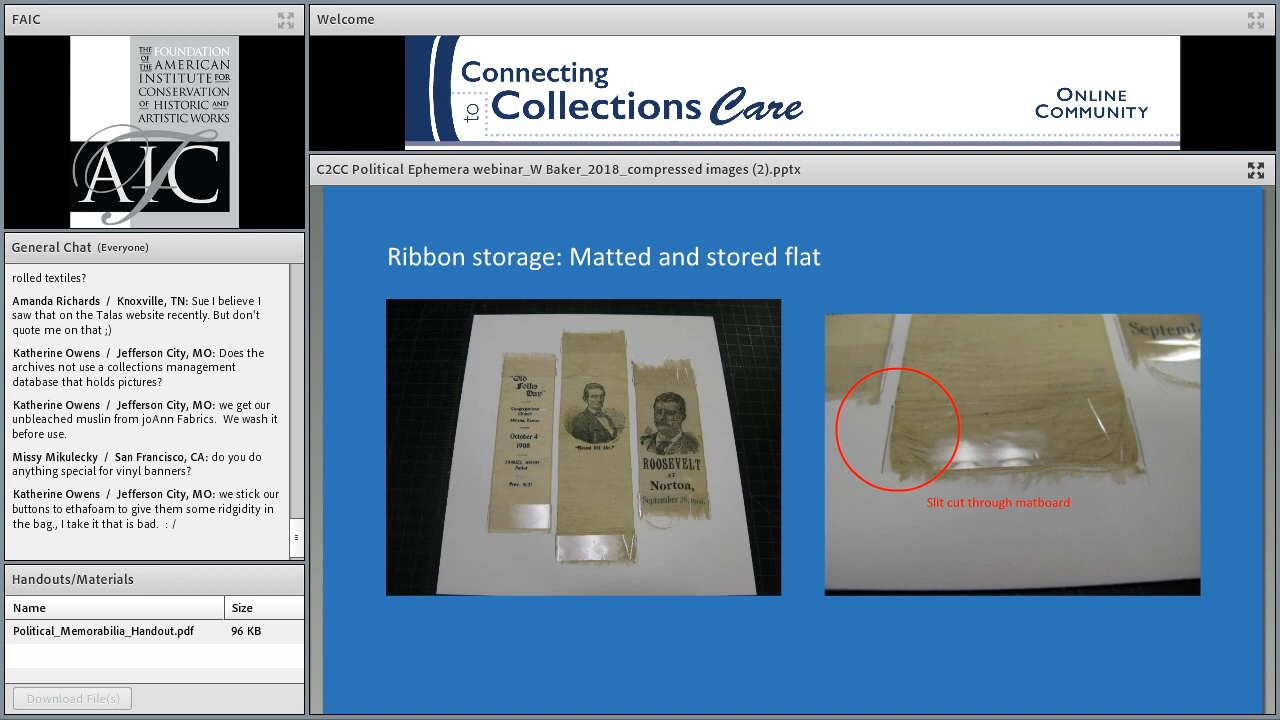 FAIC
THE FOUNDATION
OF THE AMERICAN
INSTITUTE FOR
CONSERVATION
OF HISTORIC AND
ARTISTIC WORKS
AIC
General Chat (Everyone)
rolled textiles?
Amanda Richards / Knoxville, TN: Sue I believe I
saw that on the Talas website recently. But don't
quote me on that ;)
Katherine Owens / Jefferson City, MO: Does the
archives not use a collections management
database that holds pictures?
Katherine Owens / Jefferson City, MO: we get our
unbleached muslin from joAnn Fabrics. We wash it
before use.
Missy Mikulecky / San Francisco, CA: do you do
anything special for vinyl banners?
Katherine Owens / Jefferson City, MO: we stick our
buttons to ethafoam to give them some ridgidity in
the bag., I take it that is bad. : /
Handouts/Materials
Name Size
Political_Memorabilia_Handout.pdf 96 KB
Download File(s)
Welcome
Connecting
to Collections Care
ONLINE
COMMUNITY
C2CC Political Ephemera webinar_W Baker_2018_compressed images (2).pptx
Ribbon storage: Matted and stored flat
"Old
Folks
Day"
Congregational
Church
October 4
1908
Pastor
ROOSEVELT
AT
Norton,
September 28,
Septem
Slit cut through matboard